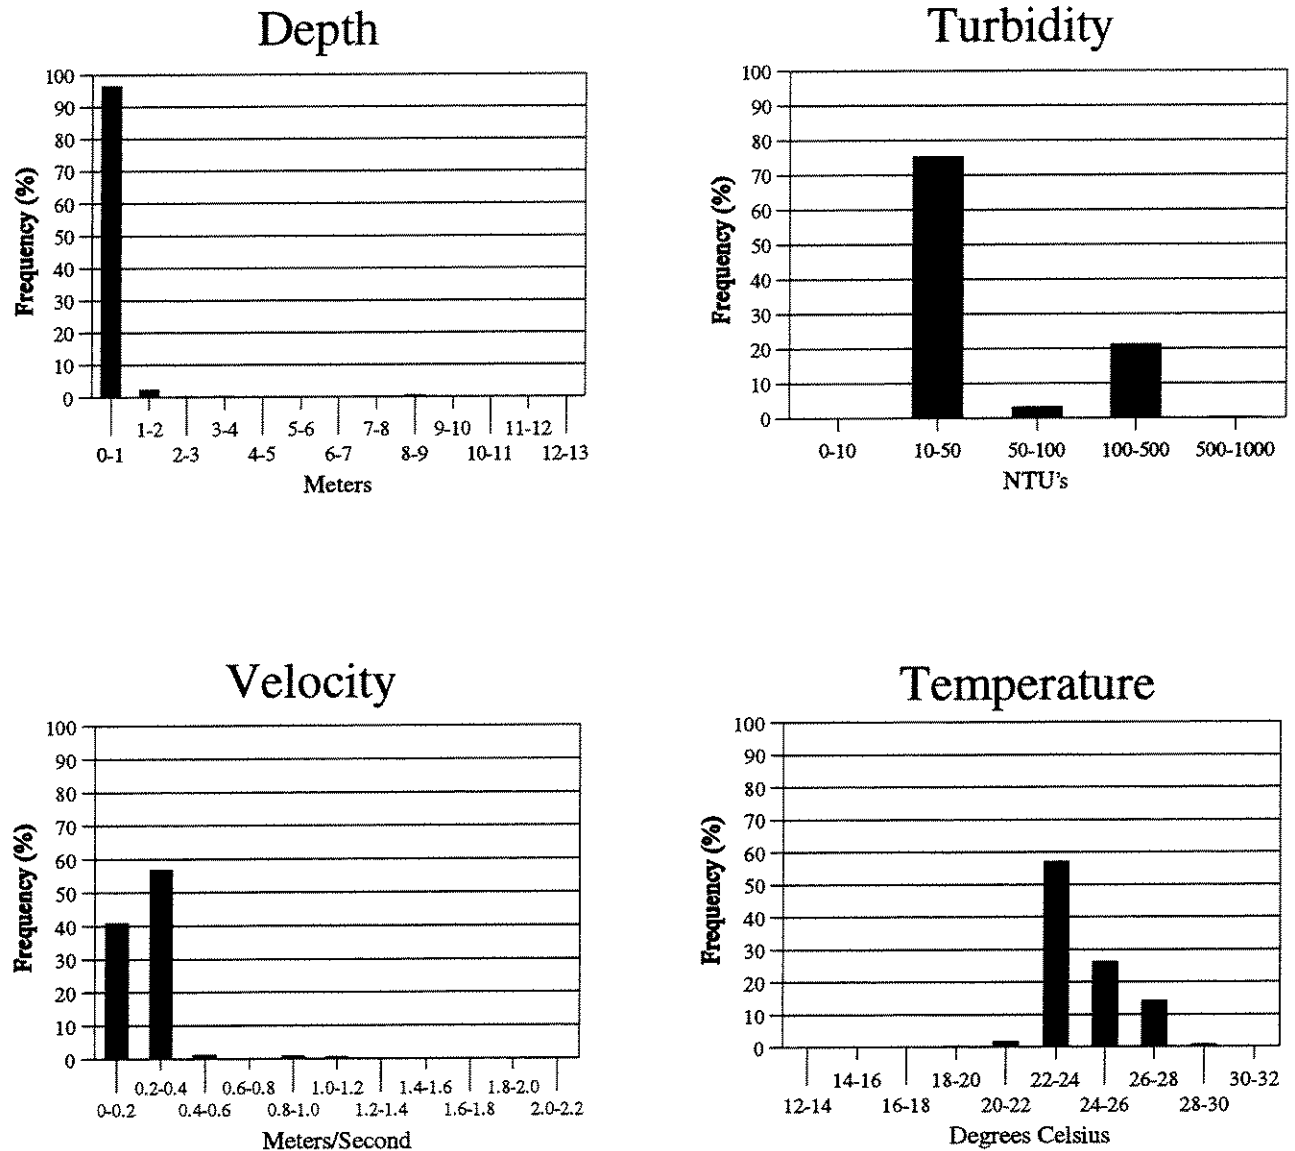 Depth
100
90
80
70
60
50
40
30
20
10
0
Frequency (%)
1-2 3-4 5-6 7-8 9-10 11-12
0-1 2-3 4-5 6-7 8-9 10-11 12-13
Meters
Turbidity
100
90
80
70
60
50
40
30
20
10
0
Frequency (%)
0-10 10-50 50-100 100-500 500-1000
NTU's
Velocity
100
90
80
70
60
50
40
30
20
10
0
Frequency (%)
0.2-0.4 0.6-0.8 1.0-1.2 1.4-1.6 1.8-2.0
0-0.2 0.4-0.6 0.8-1.0 1.2-1.4 1.6-1.8 2.0-2.2
Meters/Second
Temperature
100
90
80
70
60
50
40
30
20
10
0
Frequency (%)
14-16 18-20 22-24 26-28 30-32
12-14 16-18 20-22 24-26 28-30
Degrees Celsius